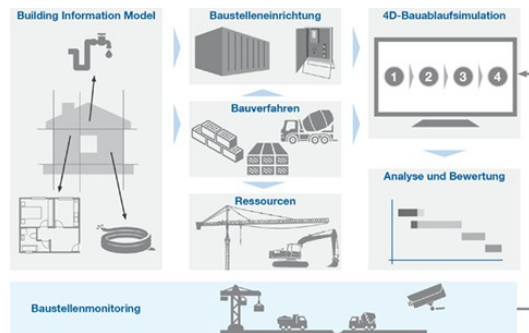 Building Information Model
Baustelleneinrichtung
4D-Bauablaufsimulation
1
2
3
4
Bauverfahren
Ressourcen
Analyse und Bewertung
Baustellenmonitoring